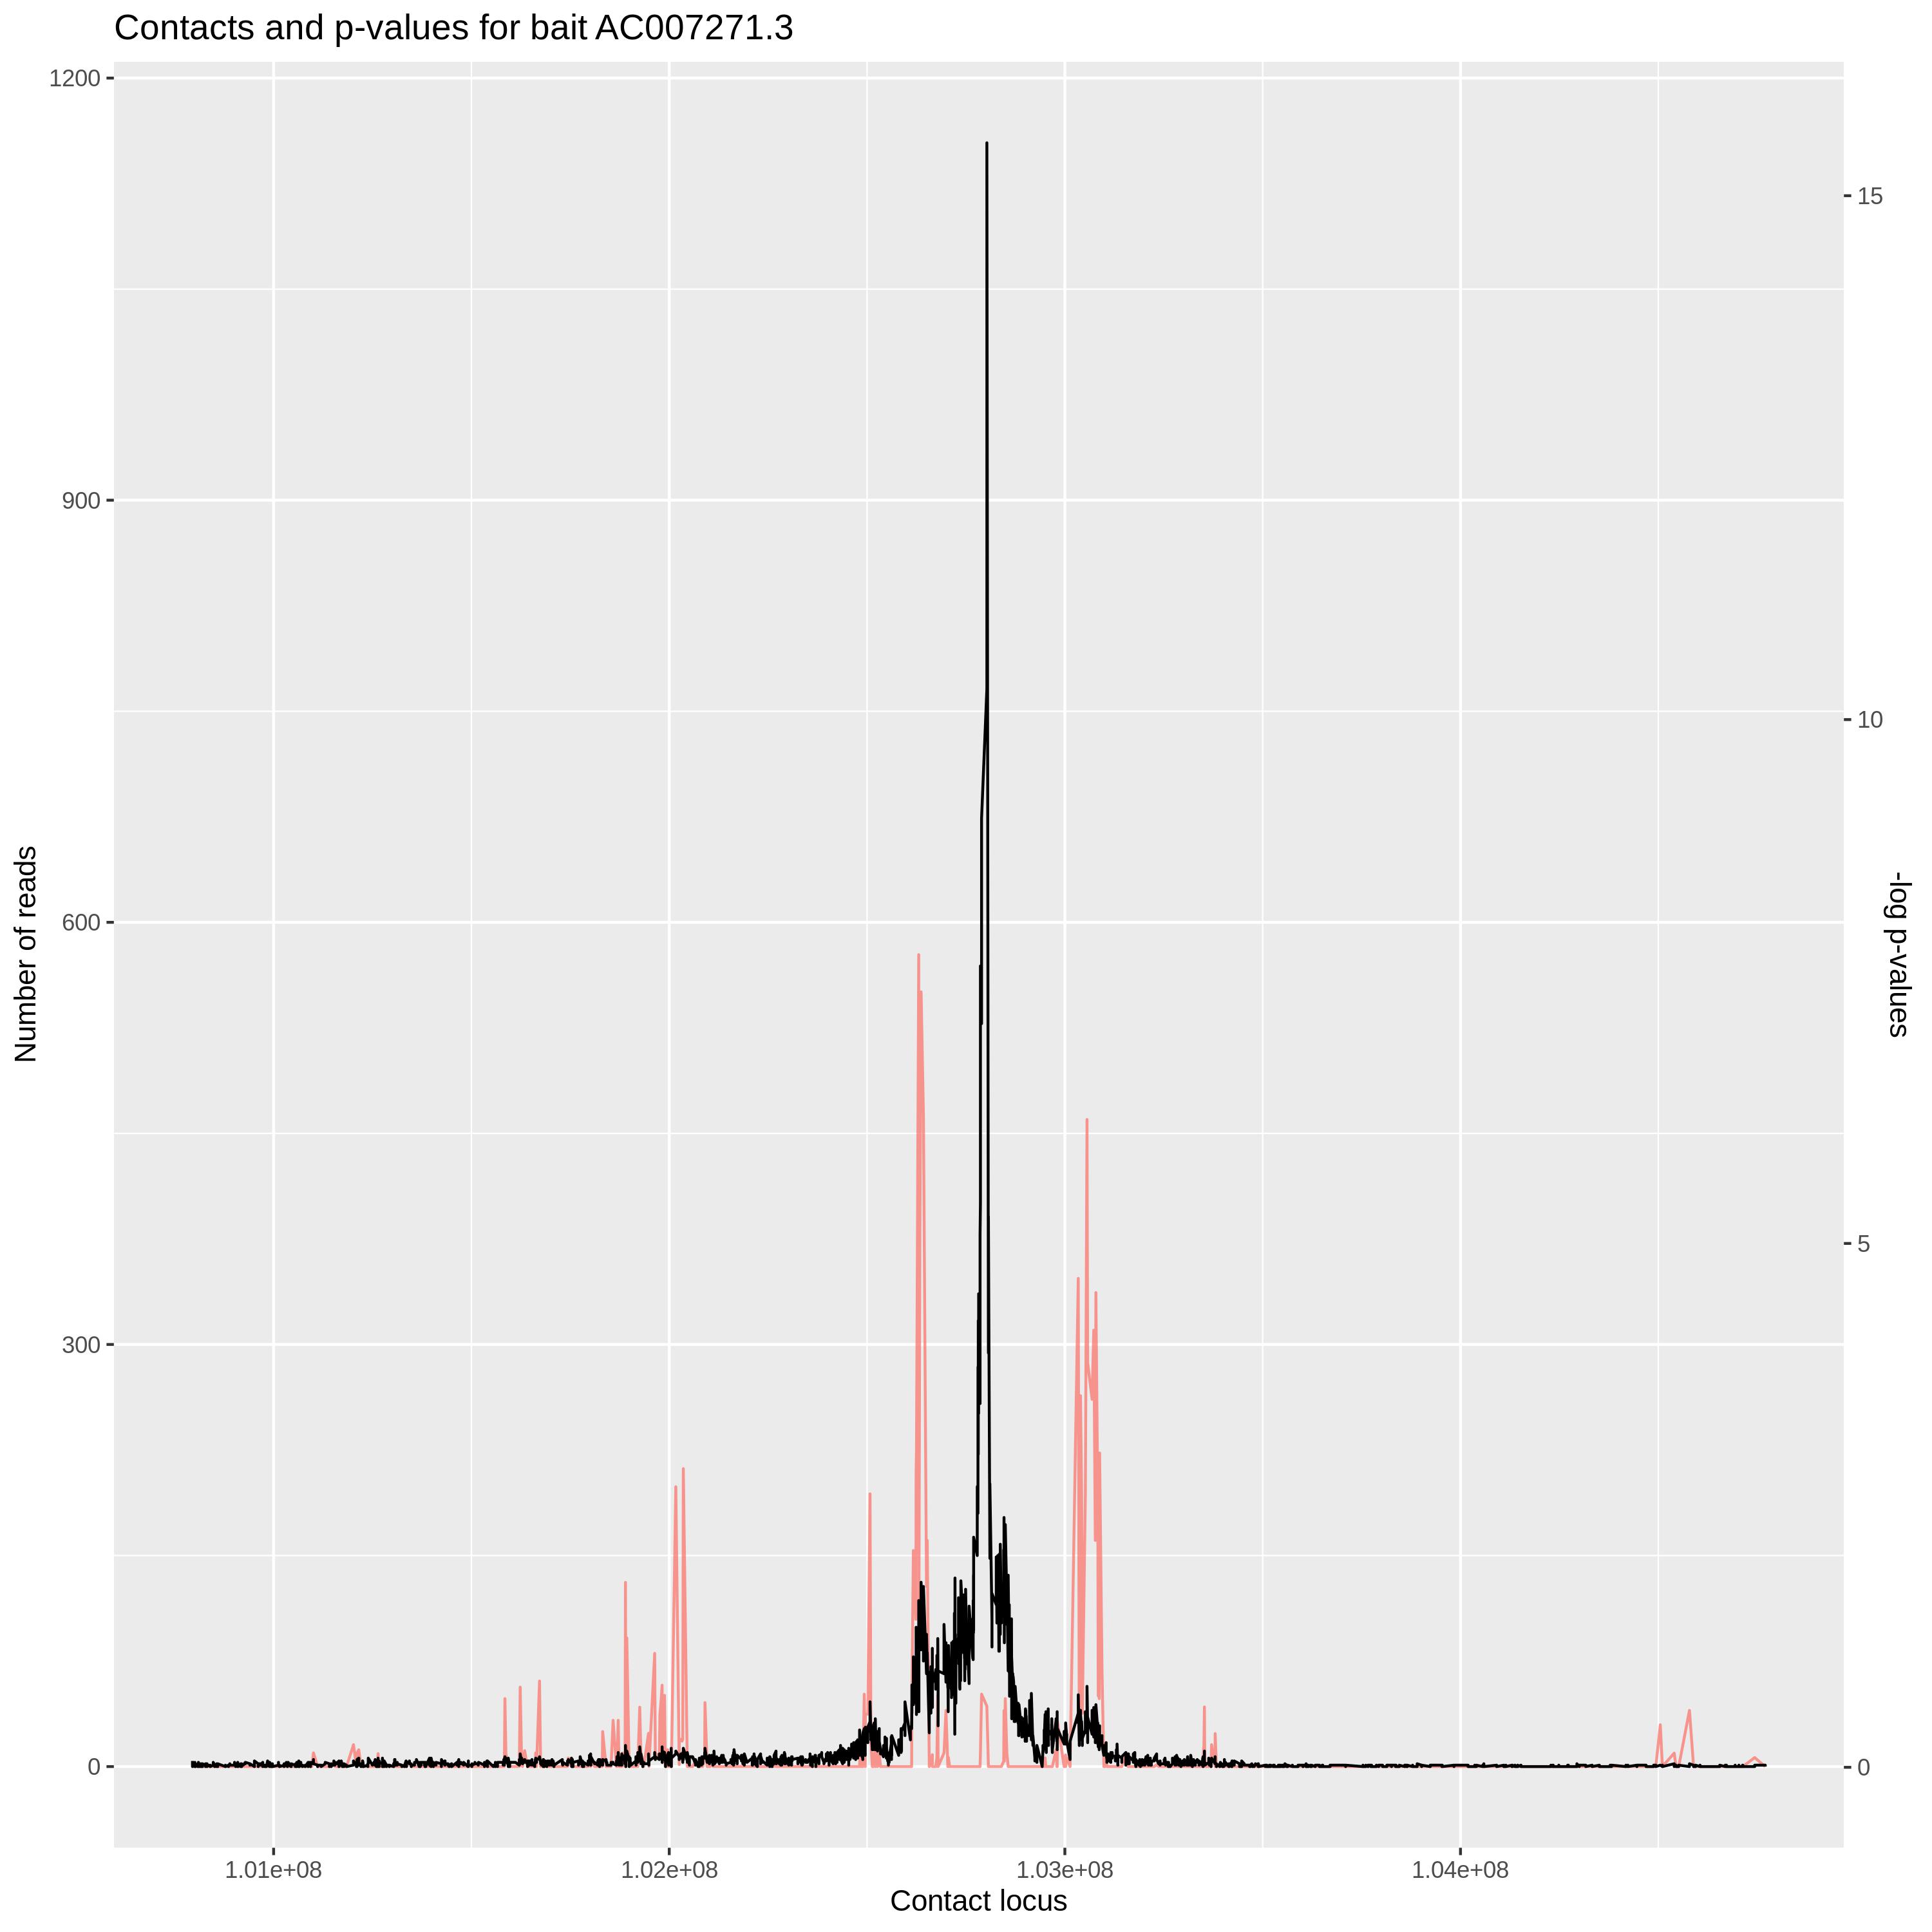 Contacts and p-values for bait AC007271.3
1200
900
600
300
0
Number of reads
15
10
5
0
-log p-values
1.01e+08
1.02e+08
1.03e+08
1.04e+08
Contact locus